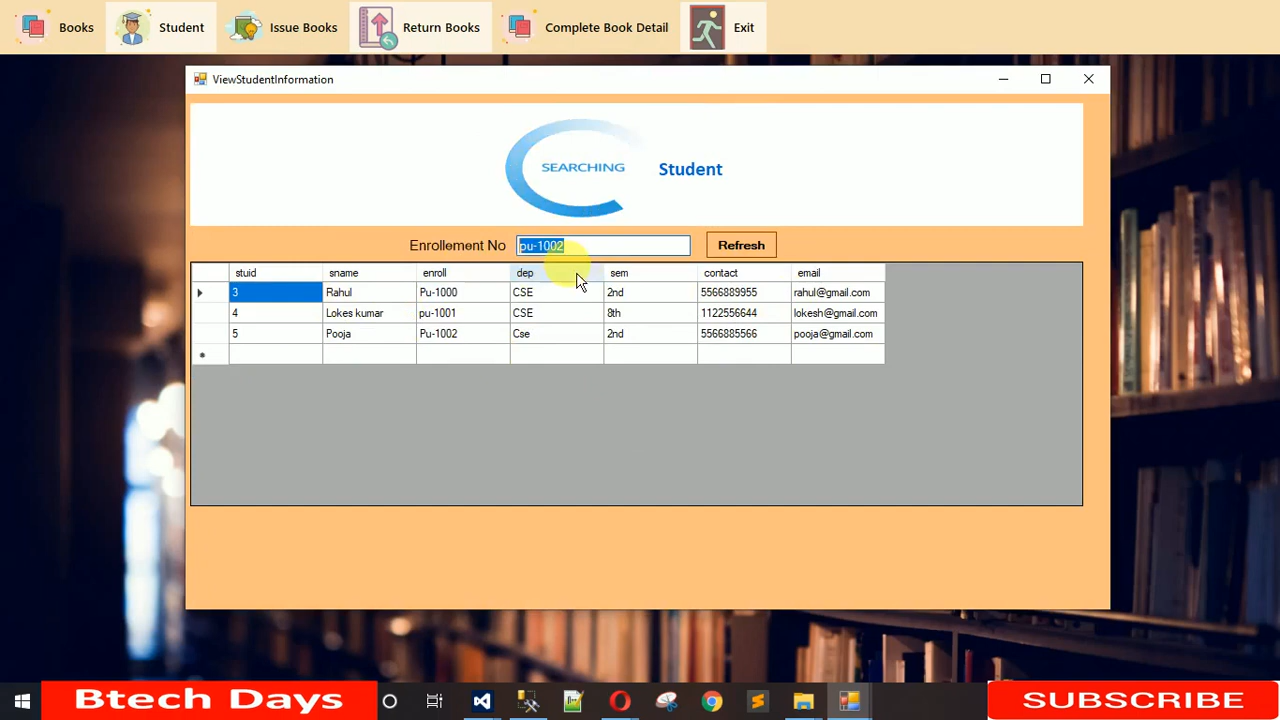 Books Student Issue Books Return Books Complete Book Detail Exit
ViewStudentInformation
SEARCHING Student
Enrollement No pu-1002 Refresh
stuid sname enroll dep sem contact email
3 Rahul Pu-1000 CSE 2nd 5566889955 rahul@gmail.com
4 Lokes kumar pu-1001 CSE 8th 1122556644 lokesh@gmail.com
5 Pooja Pu-1002 Cse 2nd 5566885566 pooja@gmail.com
Btech Days SUBSCRIBE